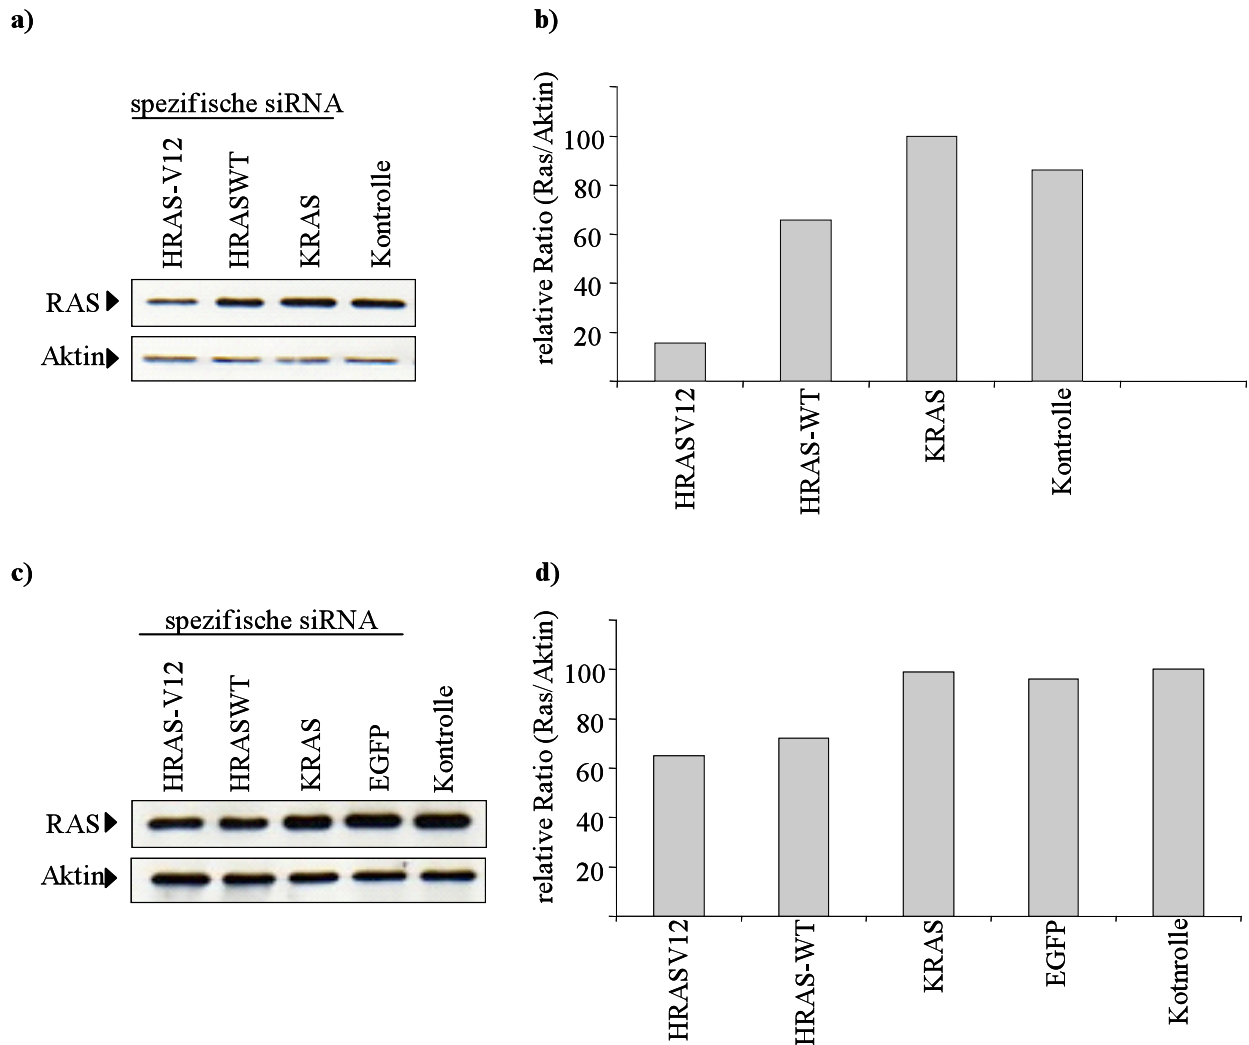 a)
spezifische siRNA
HRAS-V12
HRASWT
KRAS
Kontrolle
RAS
Aktin
b)
relative Ratio (Ras/Aktin)
100
80
60
40
20
HRASV12
HRAS-WT
KRAS
Kontrolle
c)
spezifische siRNA
HRAS-V12
HRASWT
KRAS
EGFP
Kontrolle
RAS
Aktin
d)
relative Ratio (Ras/Aktin)
100
80
60
40
20
HRASV12
HRAS-WT
KRAS
EGFP
Kotnrolle